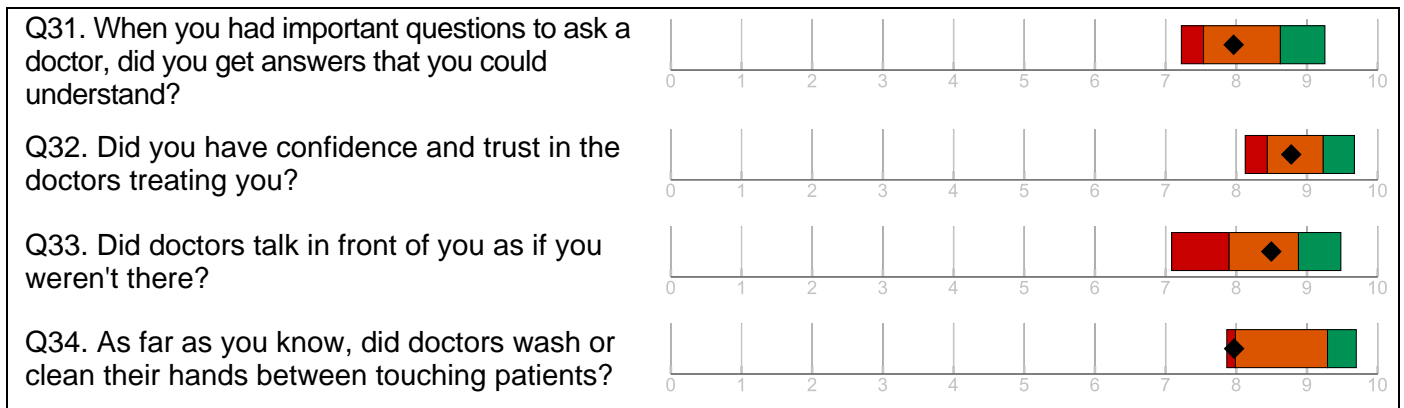 Q31. When you had important questions to ask a
doctor, did you get answers that you could
understand?
0 1 2 3 4 5 6 7 8 9 10
Q32. Did you have confidence and trust in the
doctors treating you?
0 1 2 3 4 5 6 7 8 9 10
Q33. Did doctors talk in front of you as if you
weren't there?
0 1 2 3 4 5 6 7 8 9 10
Q34. As far as you know, did doctors wash or
clean their hands between touching patients?
0 1 2 3 4 5 6 7 8 9 10